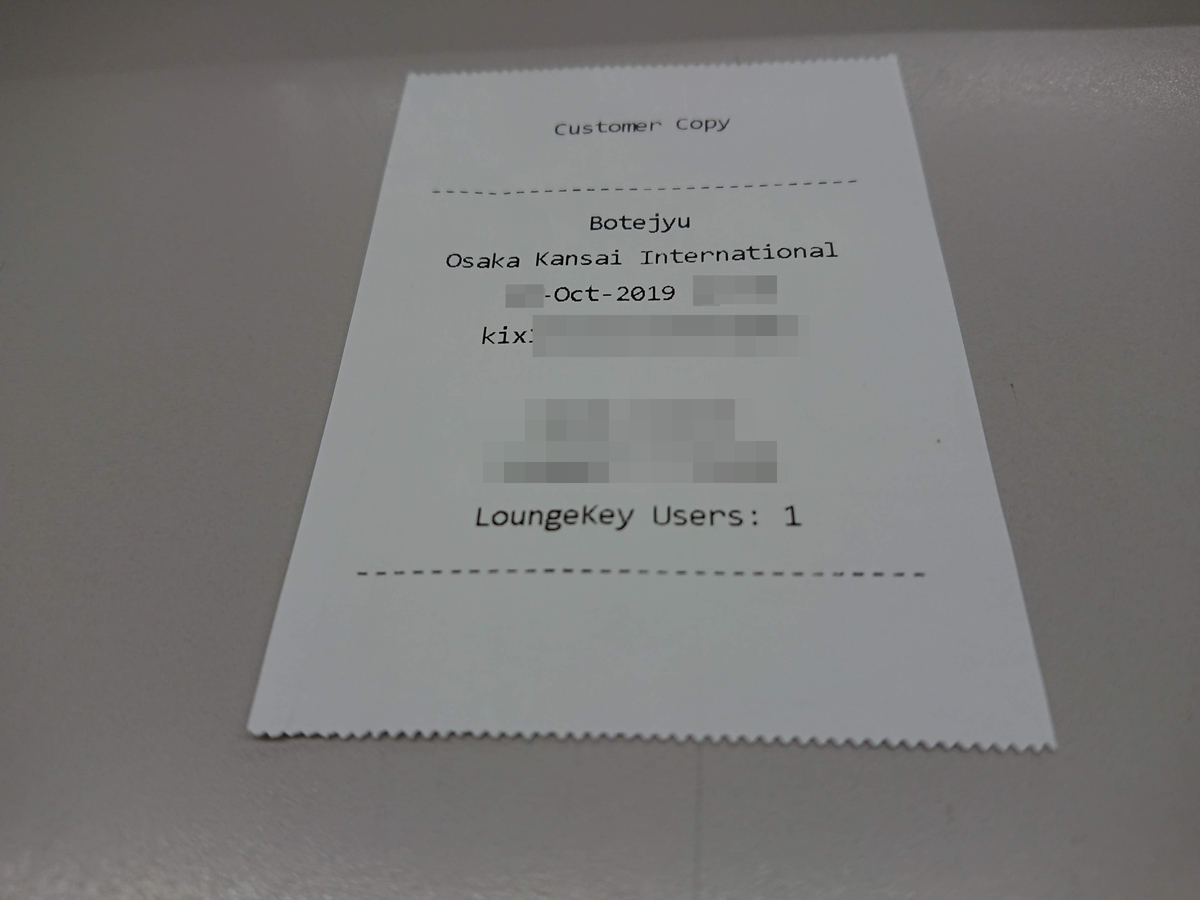 Customer Copy
Botejyu
Osaka Kansai International
-Oct-2019
kix
LoungeKey Users: 1